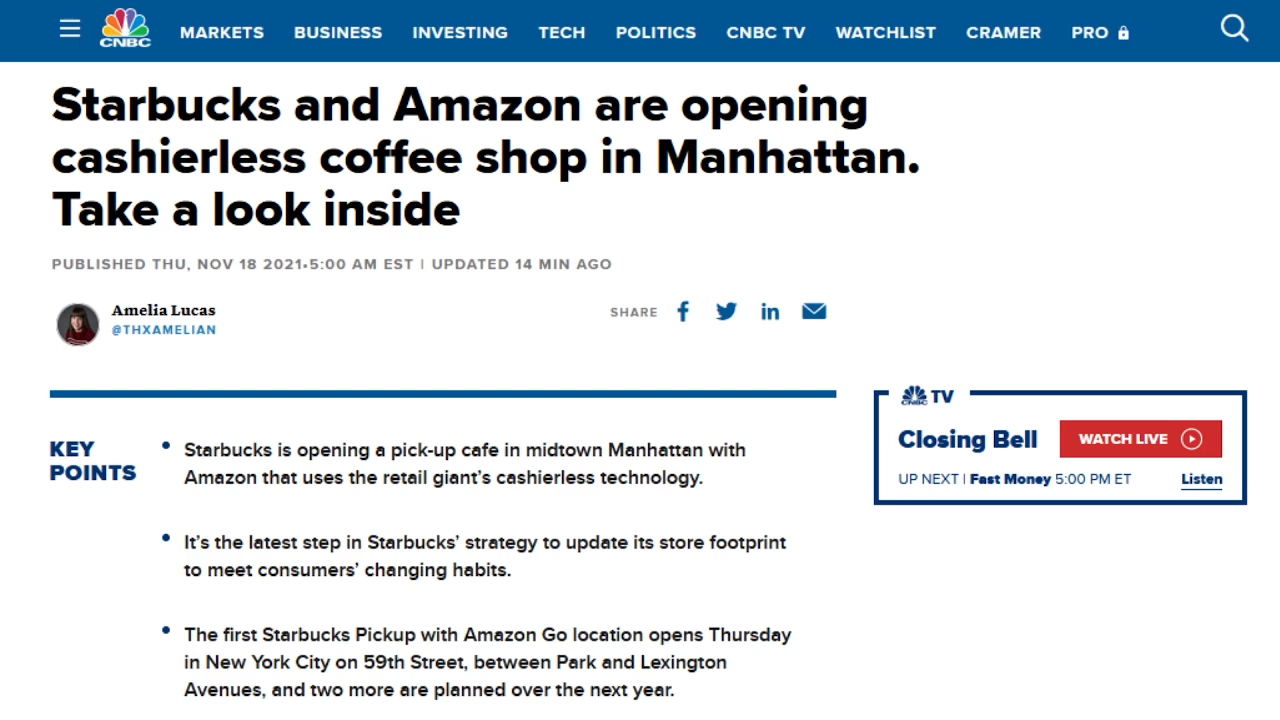 CNBC
MARKETS BUSINESS INVESTING TECH POLITICS CNBC TV WATCHLIST CRAMER PRO
Starbucks and Amazon are opening
cashierless coffee shop in Manhattan.
Take a look inside
PUBLISHED THU, NOV 18 2021•5:00 AM EST | UPDATED 14 MIN AGO
Amelia Lucas
@THXAMELIAN
SHARE
KEY
POINTS
• Starbucks is opening a pick-up cafe in midtown Manhattan with
Amazon that uses the retail giant’s cashierless technology.
• It’s the latest step in Starbucks’ strategy to update its store footprint
to meet consumers’ changing habits.
• The first Starbucks Pickup with Amazon Go location opens Thursday
in New York City on 59th Street, between Park and Lexington
Avenues, and two more are planned over the next year.
CNBC TV
Closing Bell WATCH LIVE
UP NEXT | Fast Money 5:00 PM ET Listen